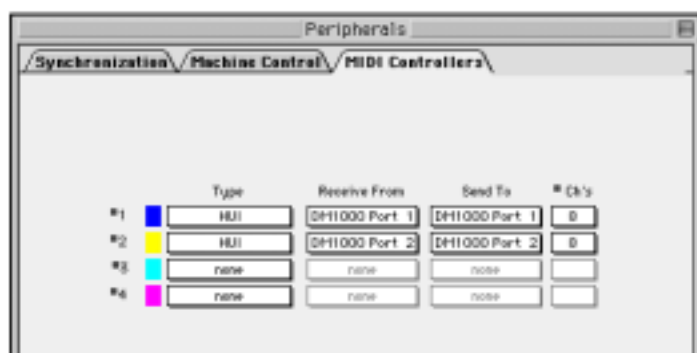 Peripherals
Synchronization Machine Control MIDI Controllers
Type Receive From Send To # Ch's
#1 HUI DM1000 Port 1 DM1000 Port 1 8
#2 HUI DM1000 Port 2 DM1000 Port 2 8
#3 none none none
#4 none none none